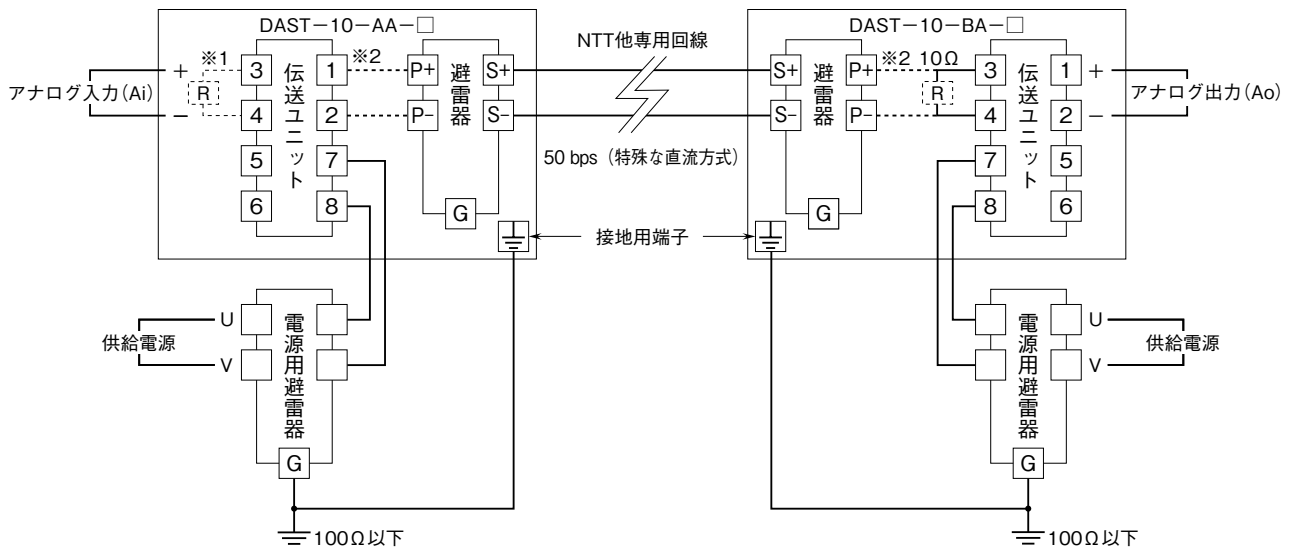 DAST-10-AA-□
DAST-10-BA-□
NTT他専用回線
50 bps（特殊な直流方式）
アナログ入力(Ai)
+
−
※1
R
3
4
5
6
伝送ユニット
1
2
7
8
※2
P+
P−
避雷器
S+
S−
G
接地用端子
S+
S−
避雷器
P+
P−
G
※2 10Ω
R
3
4
7
8
伝送ユニット
1
2
5
6
+
−
アナログ出力(Ao)
供給電源
U
V
電源用避雷器
G
100Ω以下
電源用避雷器
U
V
供給電源
G
100Ω以下